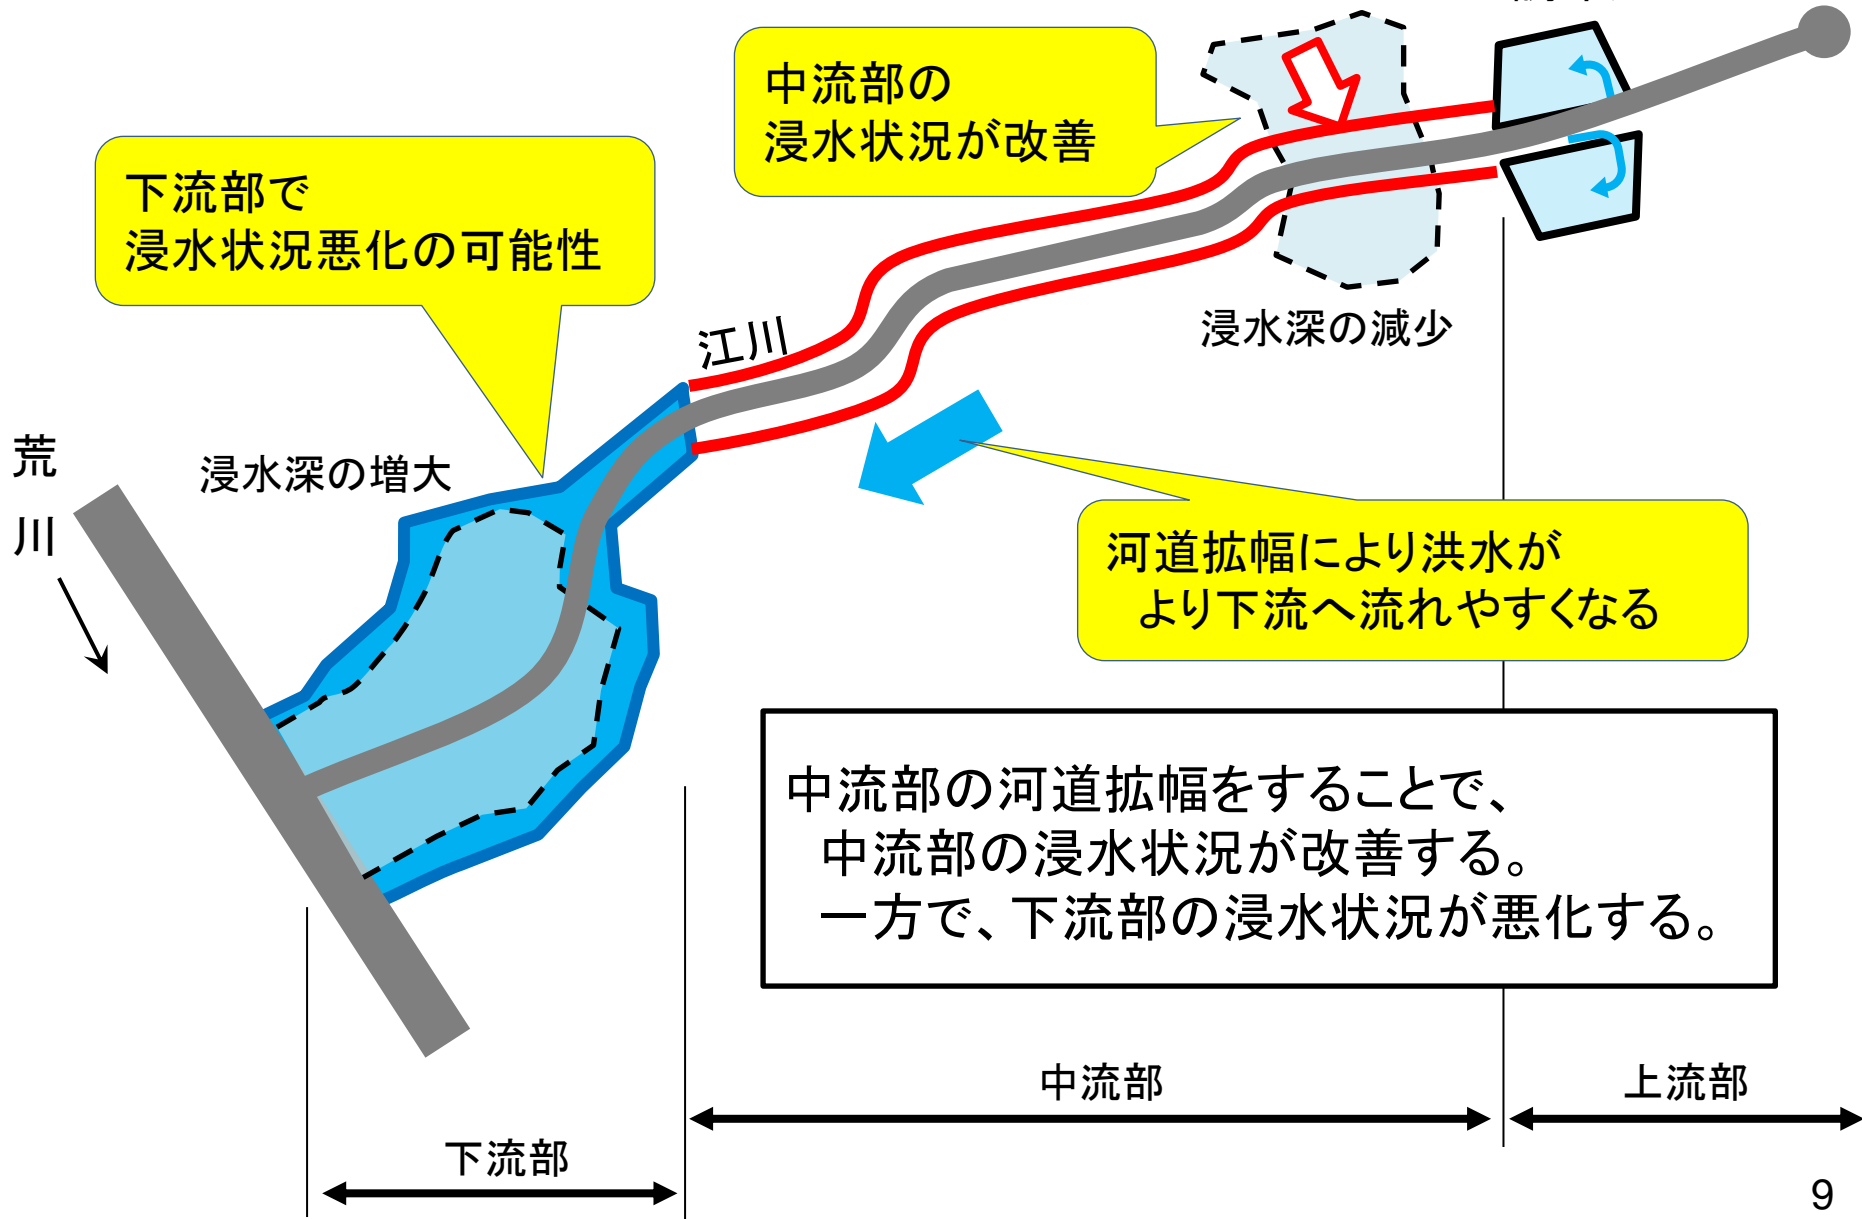 中流部の
浸水状況が改善
下流部で
浸水状況悪化の可能性
浸水深の減少
江川
荒川
浸水深の増大
河道拡幅により洪水が
より下流へ流れやすくなる
中流部の河道拡幅をすることで、
中流部の浸水状況が改善する。
一方で、下流部の浸水状況が悪化する。
中流部
上流部
下流部
9